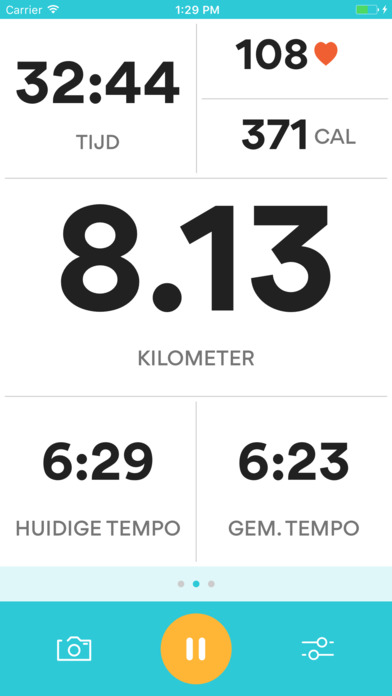 Carrier 1:29 PM
32:44
TIJD
108
371 CAL
8.13
KILOMETER
6:29
HUIDIGE TEMPO
6:23
GEM. TEMPO